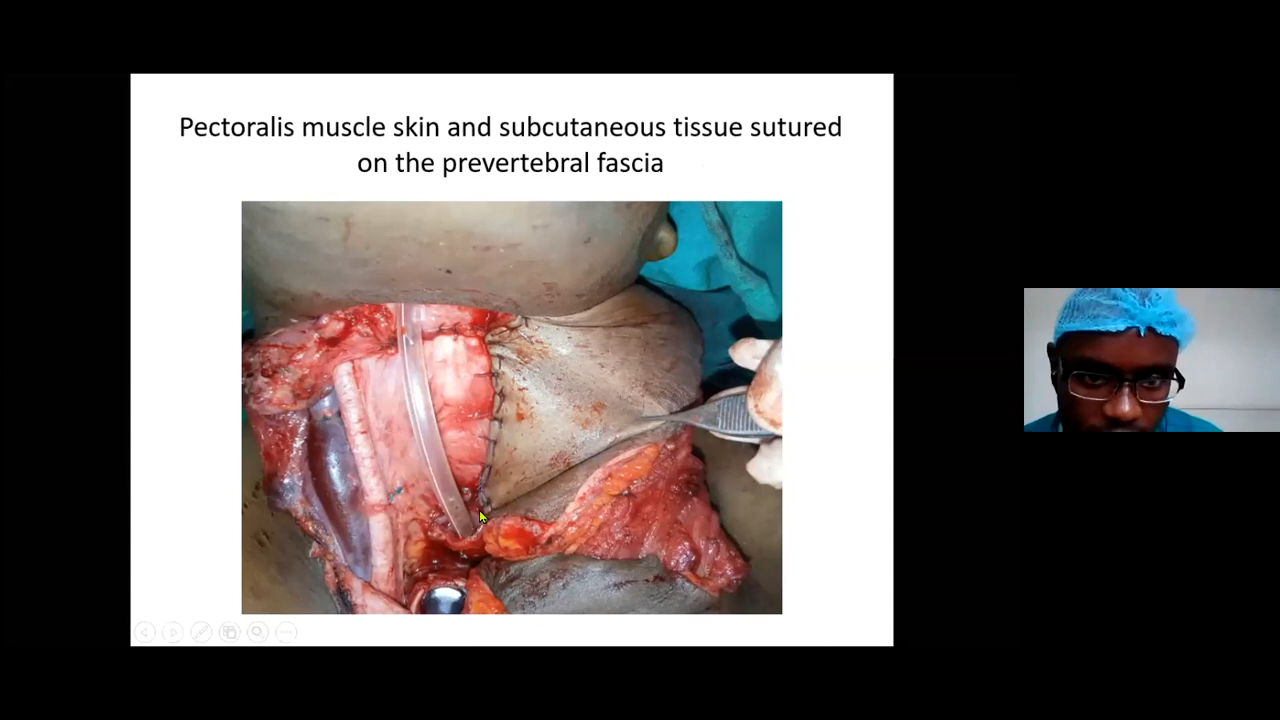 Pectoralis muscle skin and subcutaneous tissue sutured
on the prevertebral fascia